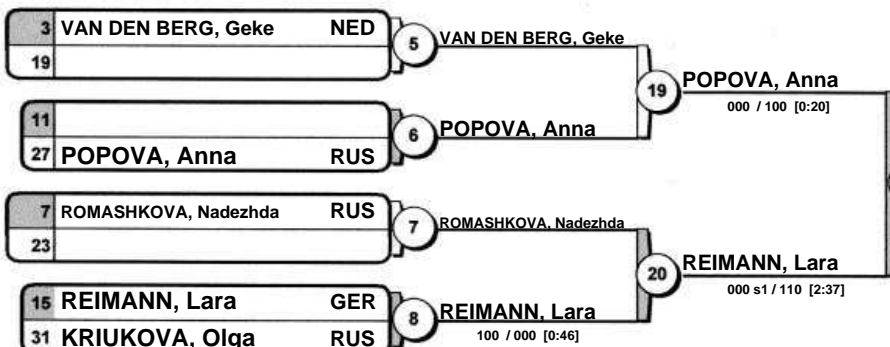 3 VAN DEN BERG, Geke NED
19
5 VAN DEN BERG, Geke
11
27 POPOVA, Anna RUS
6 POPOVA, Anna
19 POPOVA, Anna
000 / 100 [0:20]
7 ROMASHKOVA, Nadezhda RUS
23
7 ROMASHKOVA, Nadezhda
15 REIMANN, Lara GER
31 KRIUKOVA, Olga RUS
8 REIMANN, Lara
100 / 000 [0:46]
20 REIMANN, Lara
000 s1 / 110 [2:37]